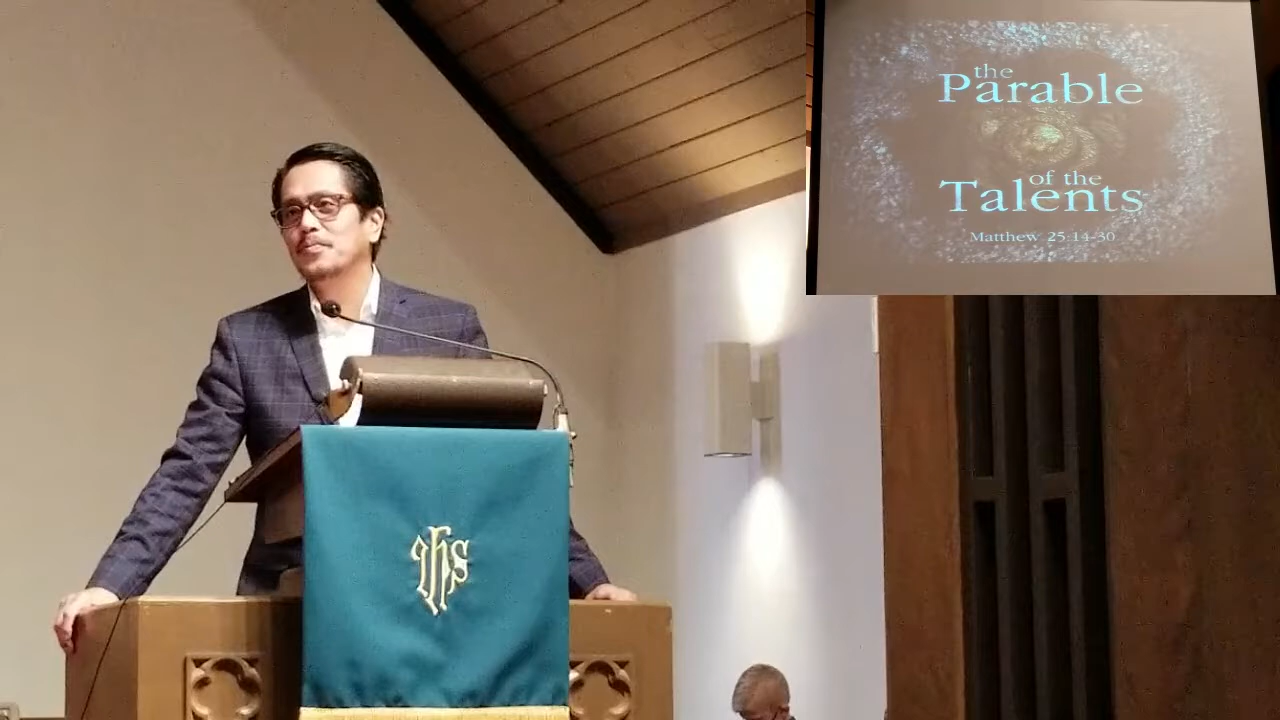 the
Parable
of the
Talents
Matthew 25:14-30
IHS